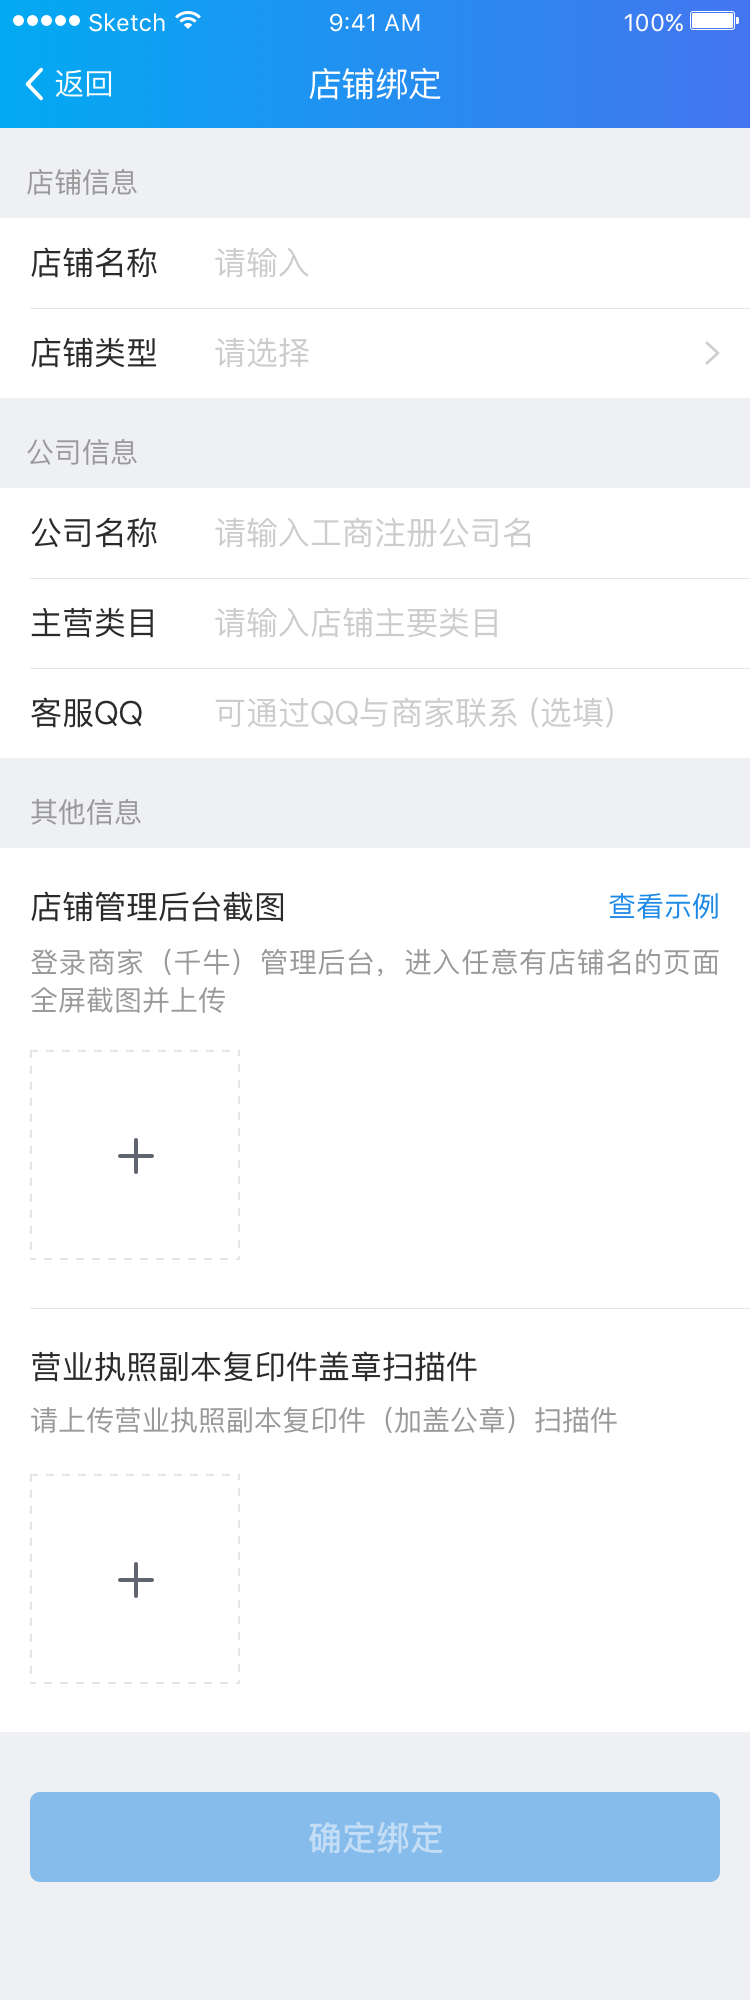 Sketch 9:41 AM 100%
返回 店铺绑定
店铺信息
店铺名称 请输入
店铺类型 请选择
公司信息
公司名称 请输入工商注册公司名
主营类目 请输入店铺主要类目
客服QQ 可通过QQ与商家联系 (选填)
其他信息
店铺管理后台截图 查看示例
登录商家（千牛）管理后台，进入任意有店铺名的页面
全屏截图并上传
营业执照副本复印件盖章扫描件
请上传营业执照副本复印件（加盖公章）扫描件
确定绑定